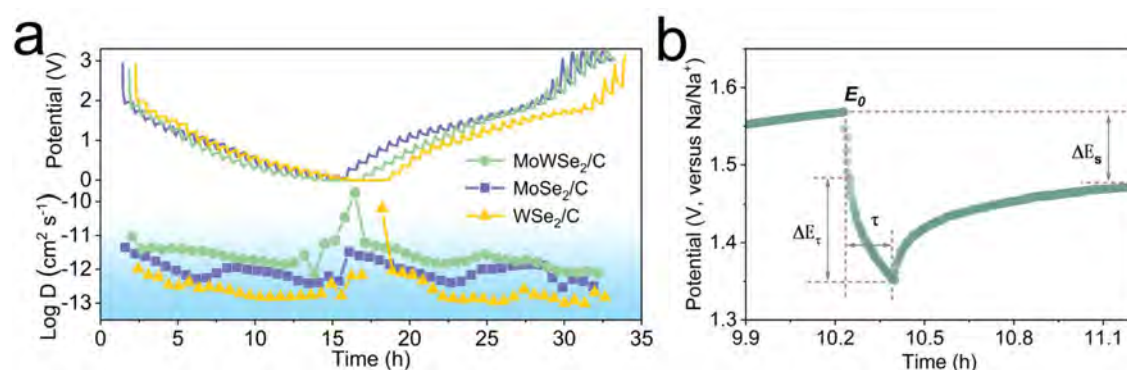 a
Potential (V)
3
2
1
0
MoWSe₂/C
MoSe₂/C
WSe₂/C
Log D (cm² s⁻¹)
-10
-11
-12
-13
0 5 10 15 20 25 30 35
Time (h)
b
Potential (V, versus Na/Na⁺)
1.6
1.5
1.4
1.3
E₀
ΔEₛ
ΔE_τ
τ
9.9 10.2 10.5 10.8 11.1
Time (h)